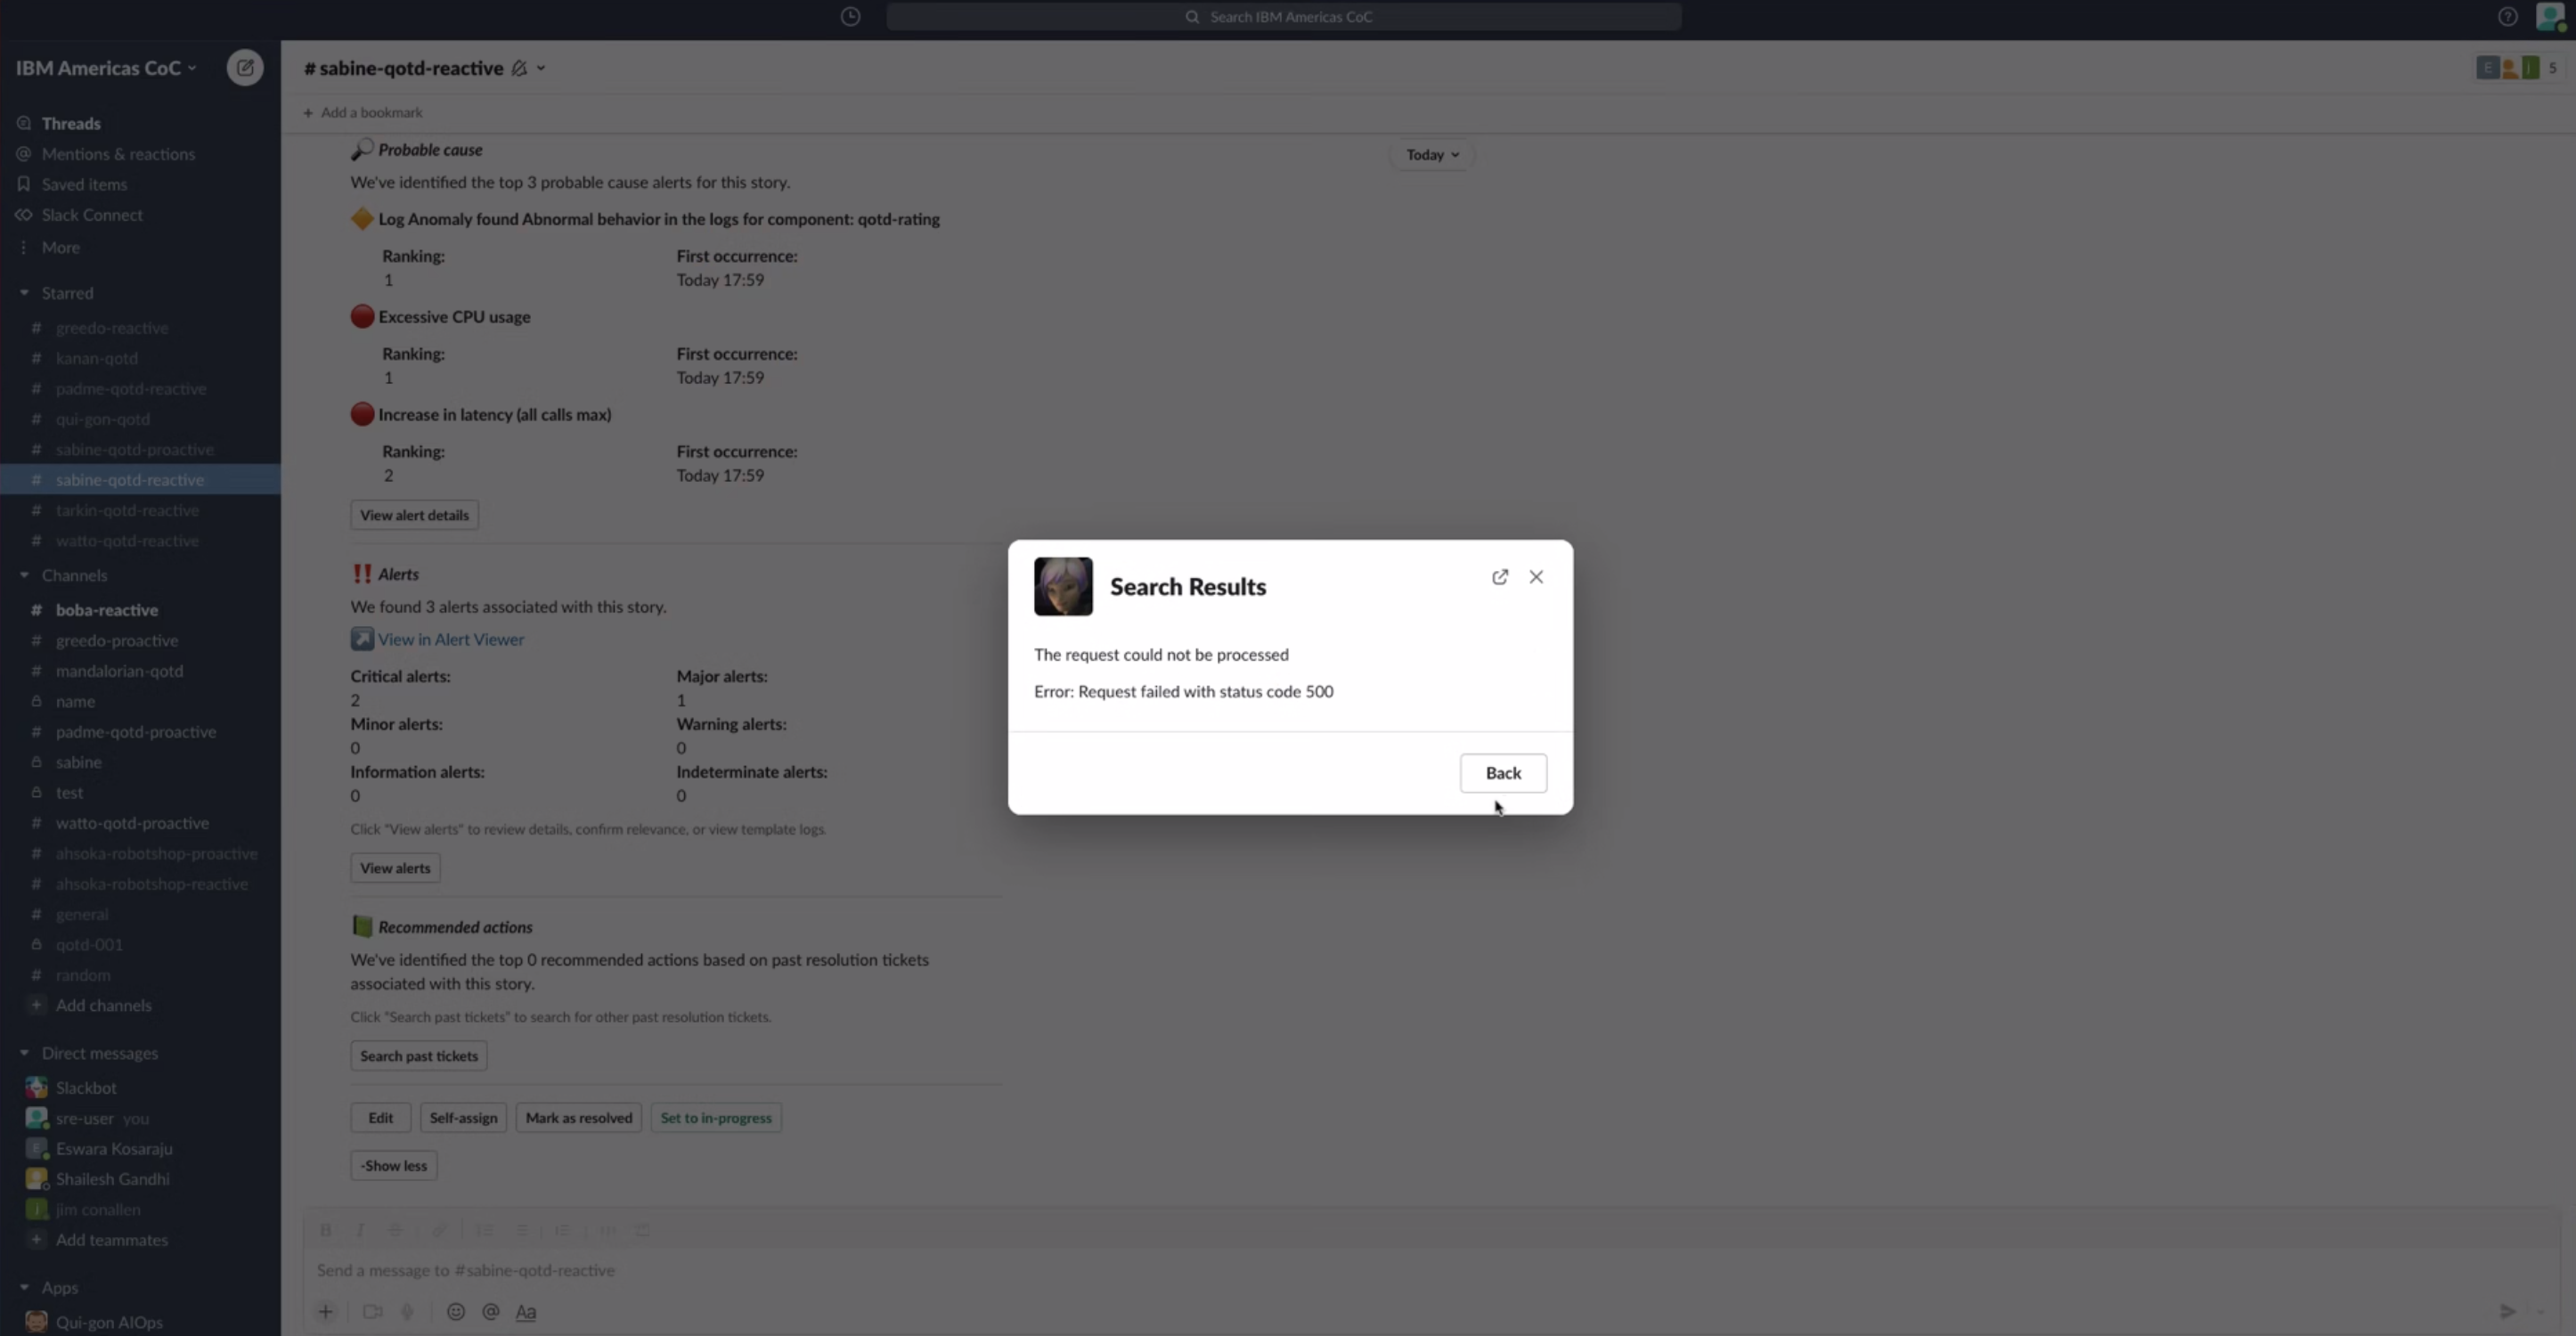 Search IBM Americas CoC
IBM Americas CoC
# sabine-qotd-reactive
5
+ Add a bookmark
Threads
Mentions & reactions
Saved items
Slack Connect
More
Starred
# greedo-reactive
# kanan-qotd
# padme-qotd-reactive
# qui-gon-qotd
# sabine-qotd-proactive
# sabine-qotd-reactive
# tarkin-qotd-reactive
# watto-qotd-reactive
Channels
# boba-reactive
# greedo-proactive
# mandalorian-qotd
name
# padme-qotd-proactive
sabine
test
# watto-qotd-proactive
# ahsoka-robotshop-proactive
# ahsoka-robotshop-reactive
# general
qotd-001
# random
+ Add channels
Direct messages
Slackbot
sre-user you
Eswara Kosaraju
Shailesh Gandhi
jim conallen
+ Add teammates
Apps
Qui-gon AIOps
Today
Probable cause
We've identified the top 3 probable cause alerts for this story.
Log Anomaly found Abnormal behavior in the logs for component: qotd-rating
Ranking: First occurrence:
1 Today 17:59
Excessive CPU usage
Ranking: First occurrence:
1 Today 17:59
Increase in latency (all calls max)
Ranking: First occurrence:
2 Today 17:59
View alert details
Alerts
We found 3 alerts associated with this story.
View in Alert Viewer
Critical alerts: Major alerts:
2 1
Minor alerts: Warning alerts:
0 0
Information alerts: Indeterminate alerts:
0 0
Click "View alerts" to review details, confirm relevance, or view template logs.
View alerts
Recommended actions
We've identified the top 0 recommended actions based on past resolution tickets
associated with this story.
Click "Search past tickets" to search for other past resolution tickets.
Search past tickets
Edit Self-assign Mark as resolved Set to in-progress
-Show less
Send a message to #sabine-qotd-reactive
Aa
Search Results
The request could not be processed
Error: Request failed with status code 500
Back